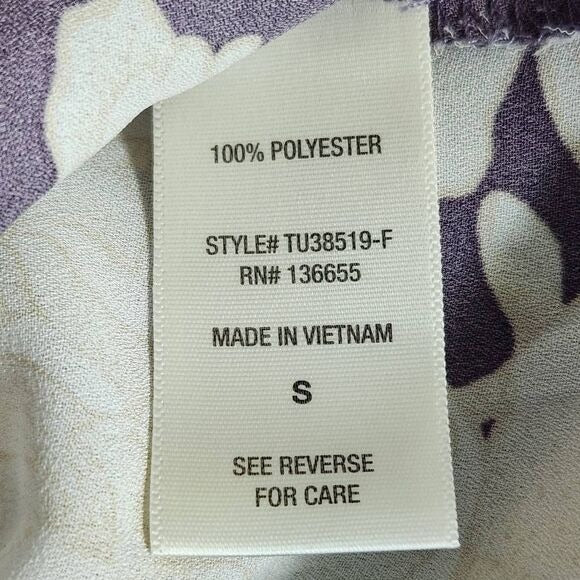 100% POLYESTER
STYLE# TU38519-F
RN# 136655
MADE IN VIETNAM
S
SEE REVERSE
FOR CARE